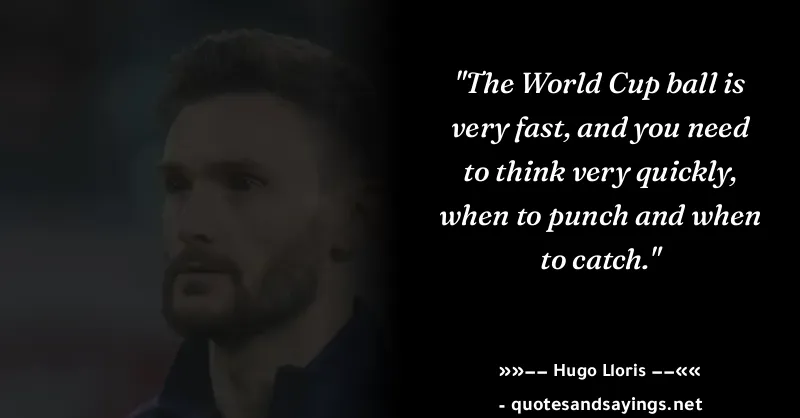 "The World Cup ball is
very fast, and you need
to think very quickly,
when to punch and when
to catch."
»»−− Hugo Lloris −−««
- quotesandsayings.net